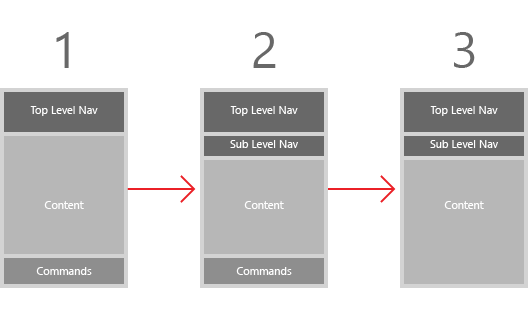 1
Top Level Nav
Content
Commands
2
Top Level Nav
Sub Level Nav
Content
Commands
3
Top Level Nav
Sub Level Nav
Content